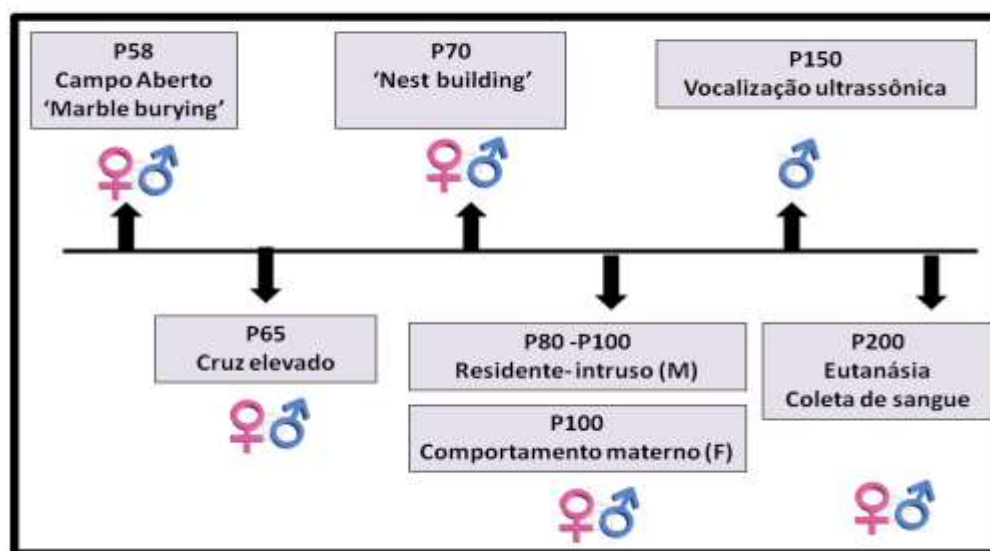 P58
Campo Aberto
‘Marble burying’
P70
‘Nest building’
P150
Vocalização ultrassônica
P65
Cruz elevado
P80 -P100
Residente- intruso (M)
P100
Comportamento materno (F)
P200
Eutanásia
Coleta de sangue